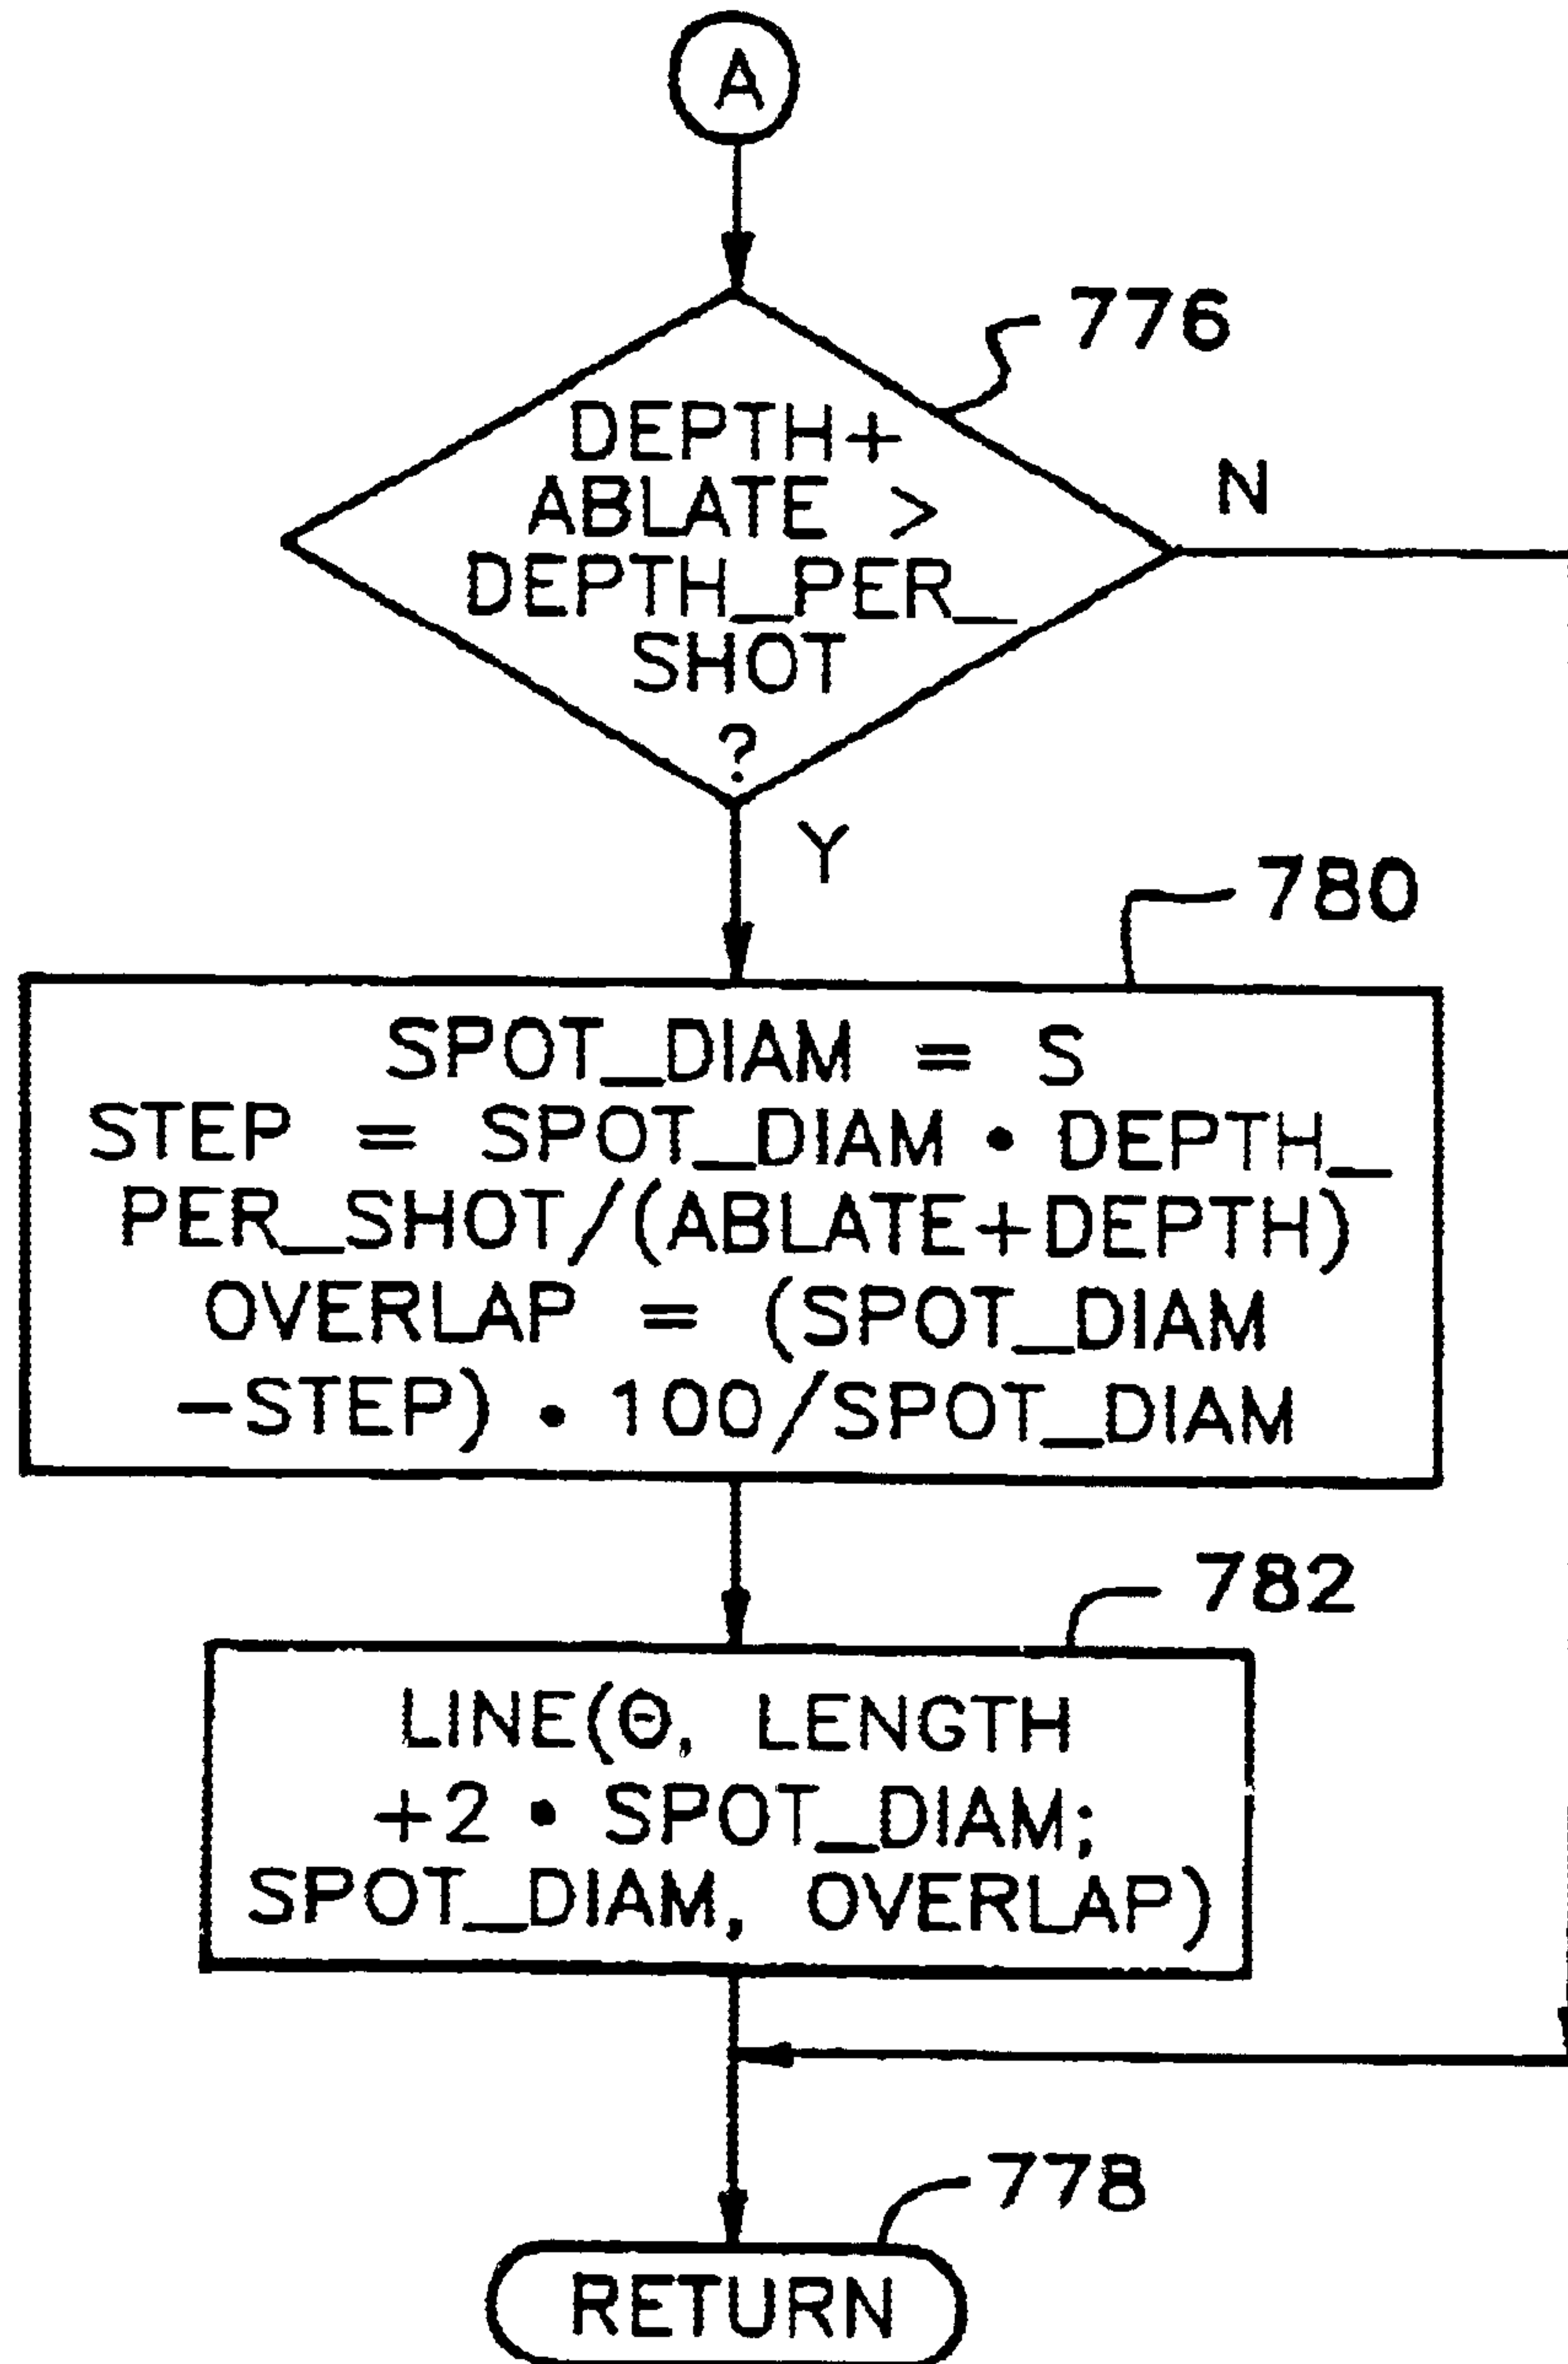 A
776
DEPTH+
ABLATE >
DEPTH_PER_
SHOT
?
N
Y
780
SPOT_DIAM = S
STEP = SPOT_DIAM • DEPTH_
PER_SHOT/(ABLATE+DEPTH)
OVERLAP = (SPOT_DIAM
-STEP) • 100/SPOT_DIAM
782
LINE(Θ, LENGTH
+2 • SPOT_DIAM;
SPOT_DIAM, OVERLAP)
778
RETURN